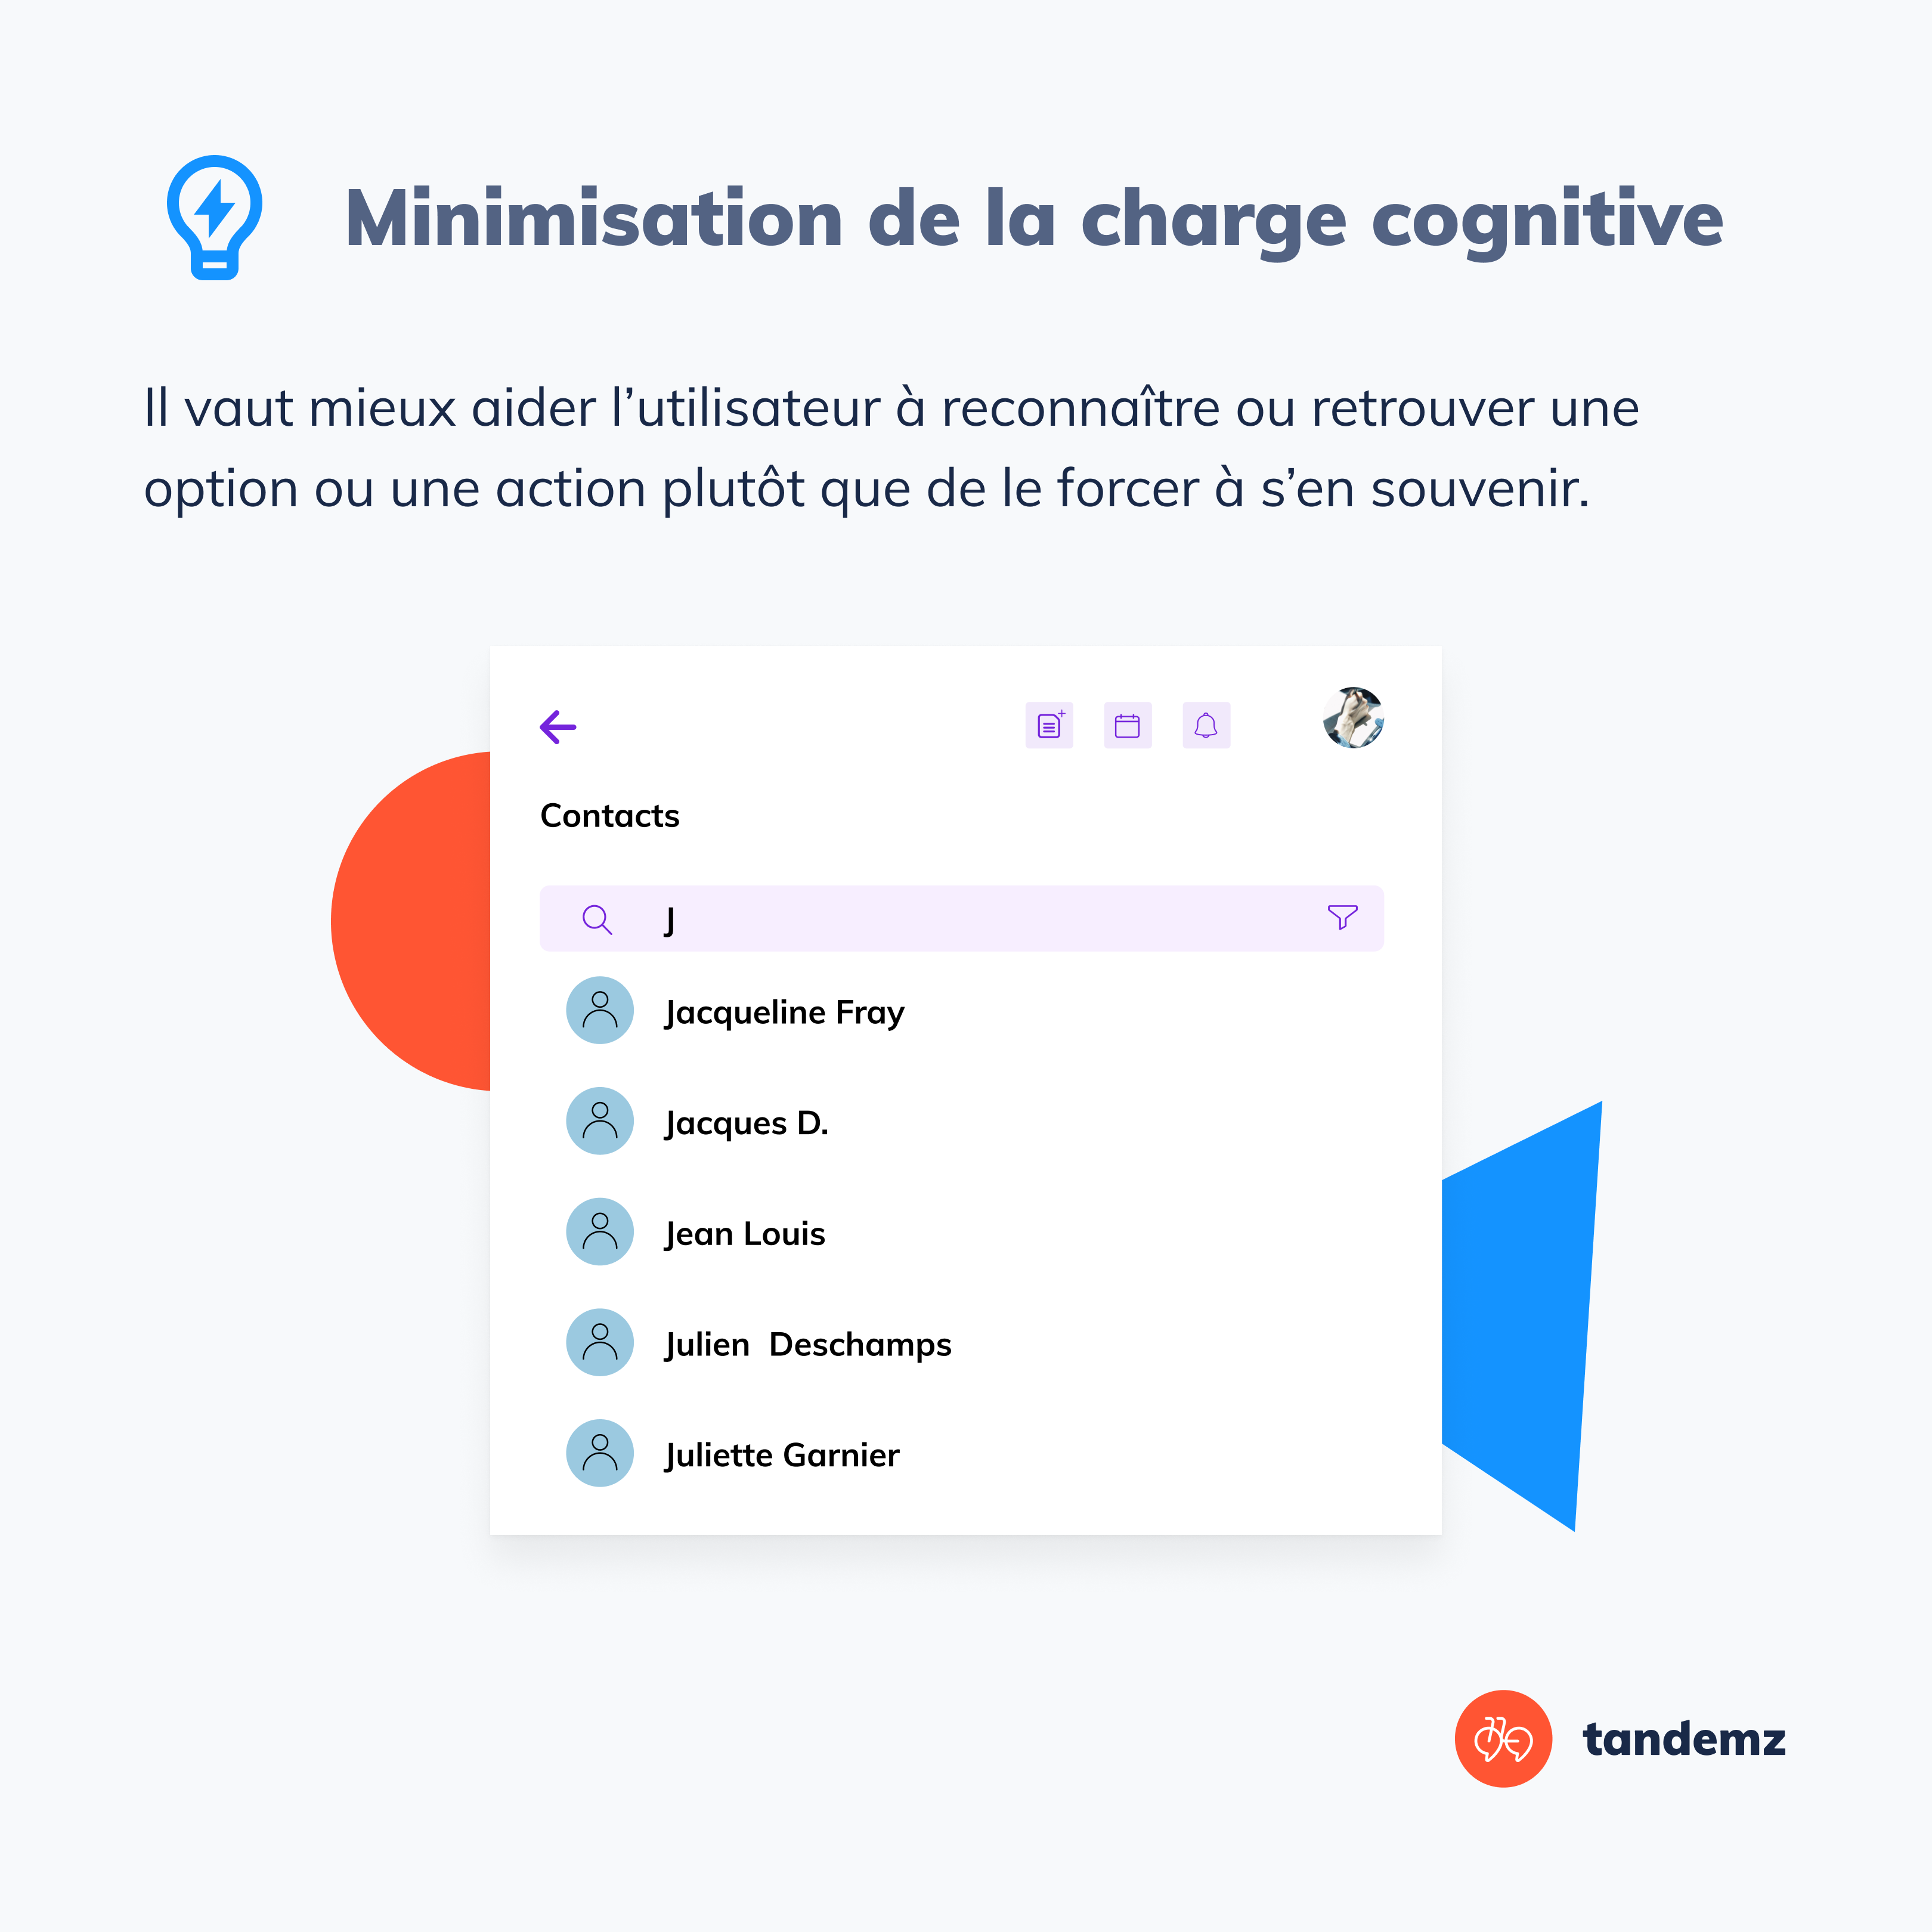 Minimisation de la charge cognitive
Il vaut mieux aider l’utilisateur à reconnaître ou retrouver une
option ou une action plutôt que de le forcer à s’en souvenir.
Contacts
J
Jacqueline Fray
Jacques D.
Jean Louis
Julien  Deschamps
Juliette Garnier
tandemz